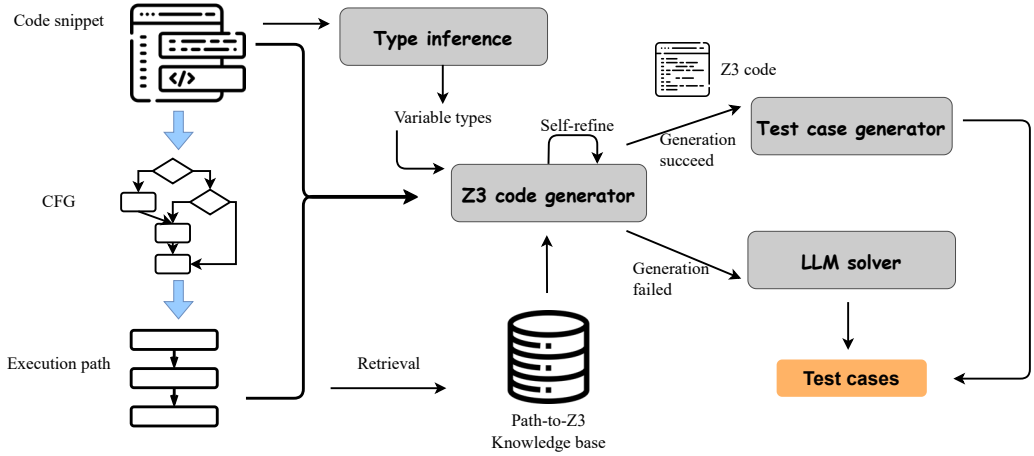 Code snippet
Type inference
Z3 code
Variable types
Self-refine
Generation
succeed
Test case generator
</>
CFG
Z3 code generator
Generation
failed
LLM solver
Execution path
Retrieval
Test cases
Path-to-Z3
Knowledge base